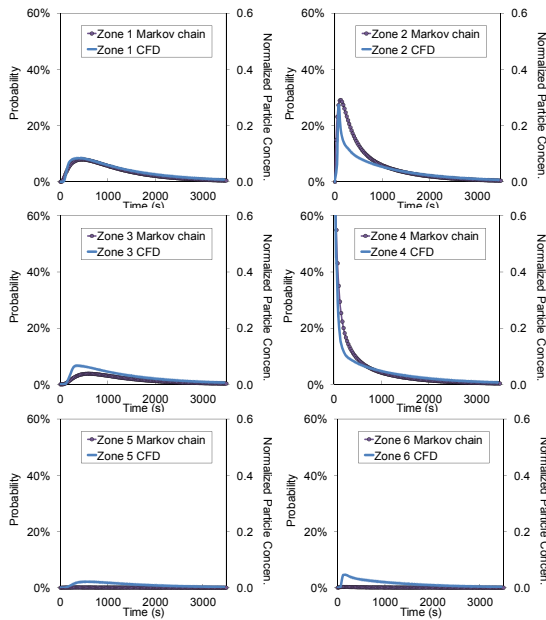 60%
40%
20%
0%
Probability
Zone 1 Markov chain
Zone 1 CFD
0.6
0.4
0.2
0.0
Normalized Particle Concen.
0
1000
2000
3000
Time (s)
60%
40%
20%
0%
Probability
Zone 2 Markov chain
Zone 2 CFD
0.6
0.4
0.2
0.0
Normalized Particle Concen.
0
1000
2000
3000
Time (s)
60%
40%
20%
0%
Probability
Zone 3 Markov chain
Zone 3 CFD
0.6
0.4
0.2
0.0
Normalized Particle Concen.
0
1000
2000
3000
Time (s)
60%
40%
20%
0%
Probability
Zone 4 Markov chain
Zone 4 CFD
0.6
0.4
0.2
0.0
Normalized Particle Concen.
0
1000
2000
3000
Time (s)
60%
40%
20%
0%
Probability
Zone 5 Markov chain
Zone 5 CFD
0.6
0.4
0.2
0.0
Normalized Particle Concen.
0
1000
2000
3000
Time (s)
60%
40%
20%
0%
Probability
Zone 6 Markov chain
Zone 6 CFD
0.6
0.4
0.2
0.0
Normalized Particle Concen.
0
1000
2000
3000
Time (s)